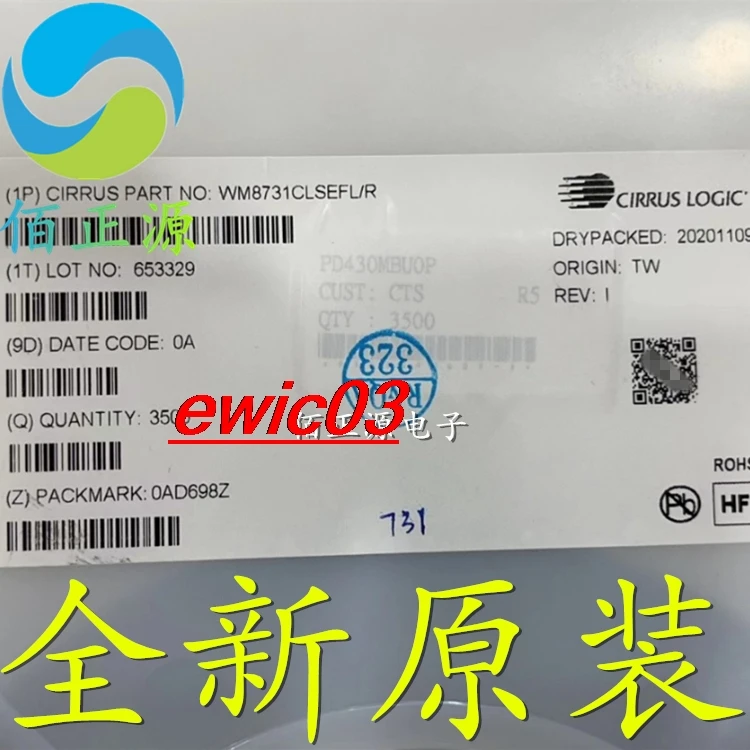 (1P) CIRRUS PART NO: WM8731CLSEFL/R
CIRRUS LOGIC
佰正源
DRYPACKED: 20201109
(1T) LOT NO: 653329
ORIGIN: TW
PD430MBU0P
CUST: CTS R5
REV: I
QTY : 3500
(9D) DATE CODE: 0A
323
(Q) QUANTITY: 350
ewic03
佰正源电子
ROHS
(Z) PACKMARK: 0AD698Z
Pb
HF
731
全新原装